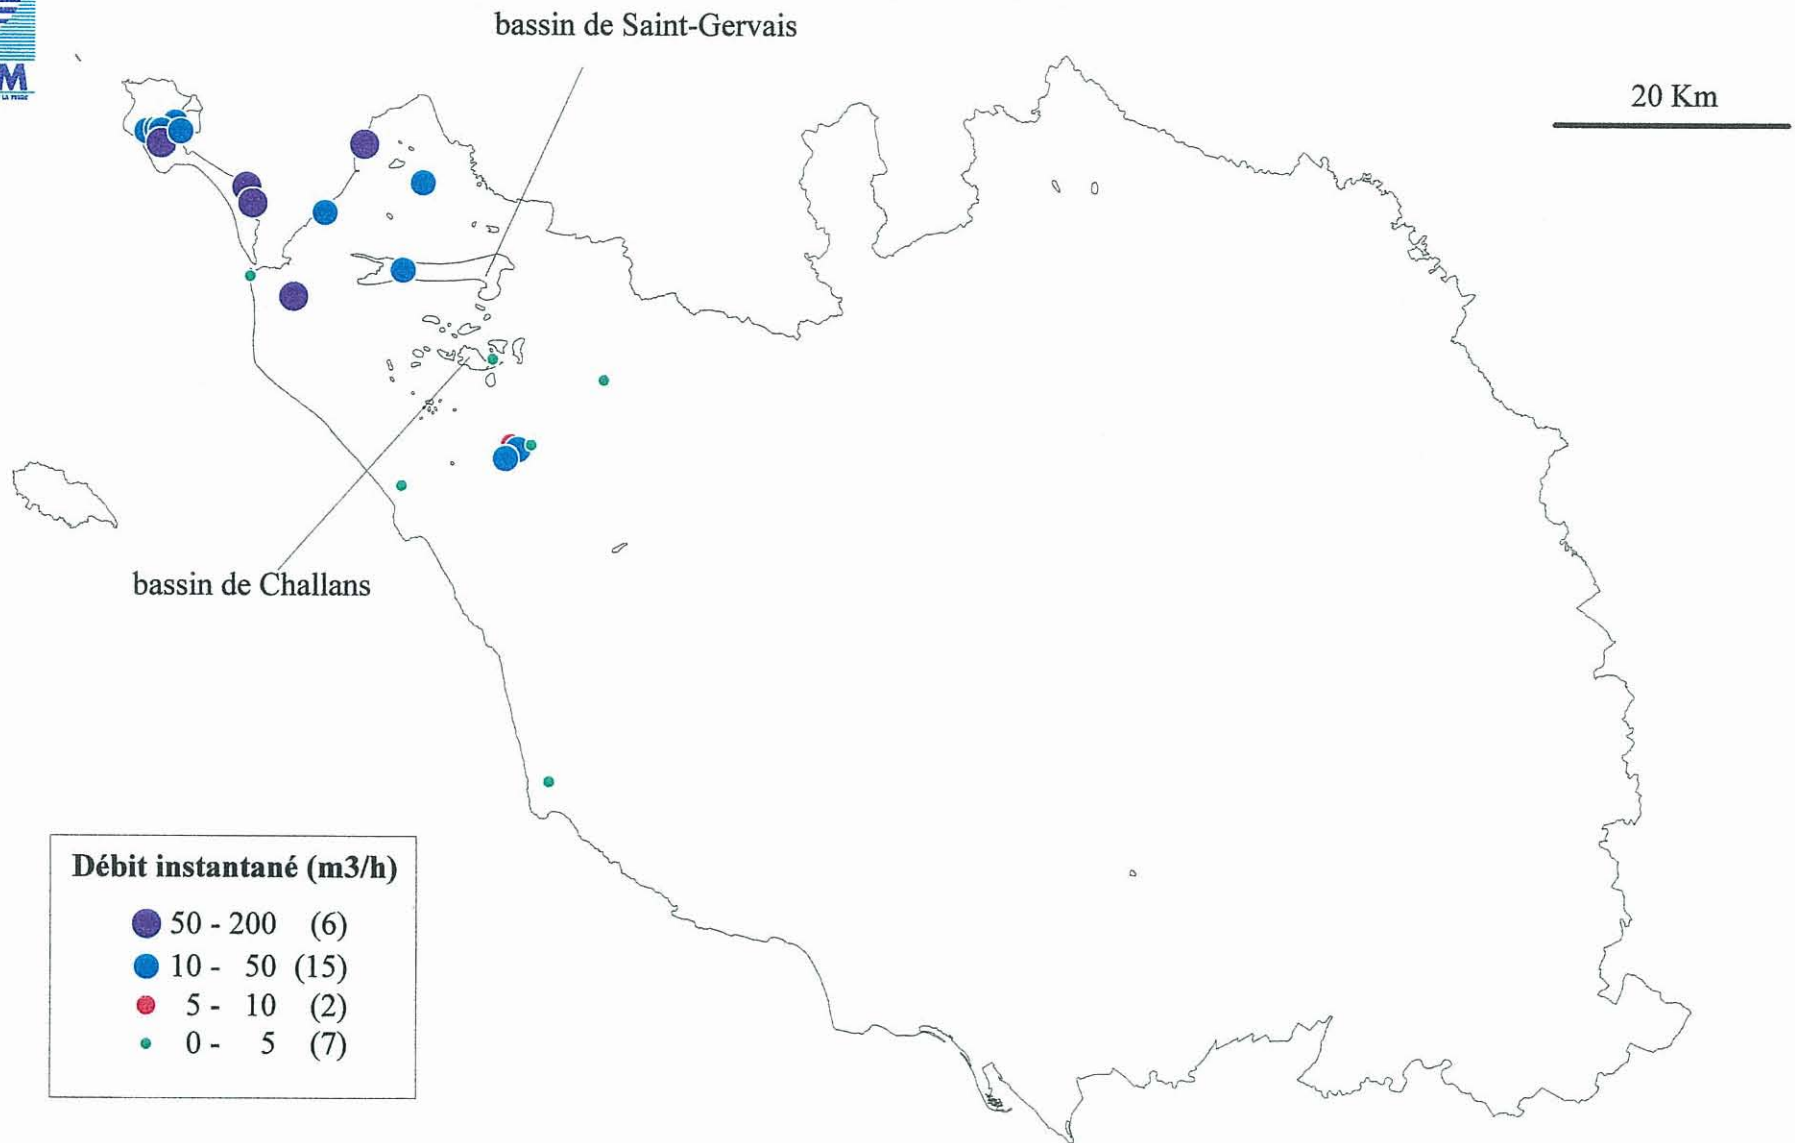 bassin de Saint-Gervais
M
20 Km
bassin de Challans
Débit instantané (m3/h)
50 - 200 (6)
10 - 50 (15)
5 - 10 (2)
0 - 5 (7)